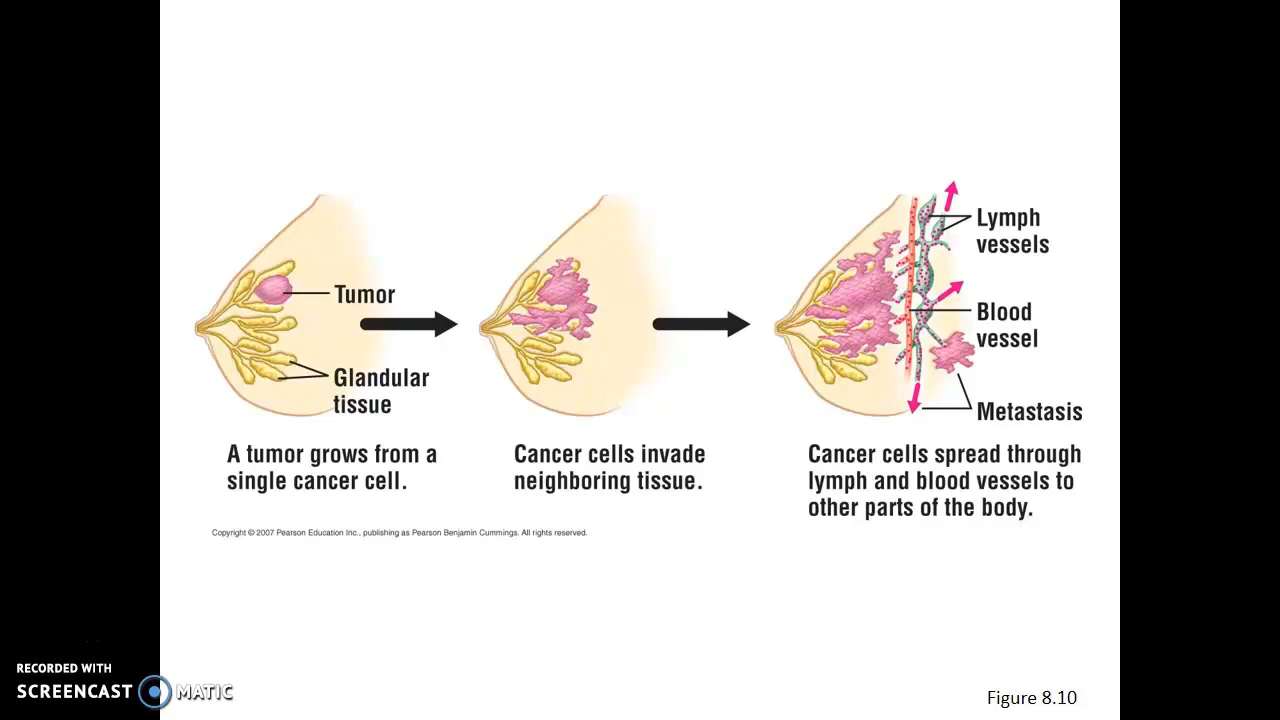 Tumor
Glandular
tissue
A tumor grows from a
single cancer cell.
Cancer cells invade
neighboring tissue.
Lymph
vessels
Blood
vessel
Metastasis
Cancer cells spread through
lymph and blood vessels to
other parts of the body.
Copyright © 2007 Pearson Education Inc., publishing as Pearson Benjamin Cummings. All rights reserved.
RECORDED WITH
SCREENCAST MATIC
Figure 8.10